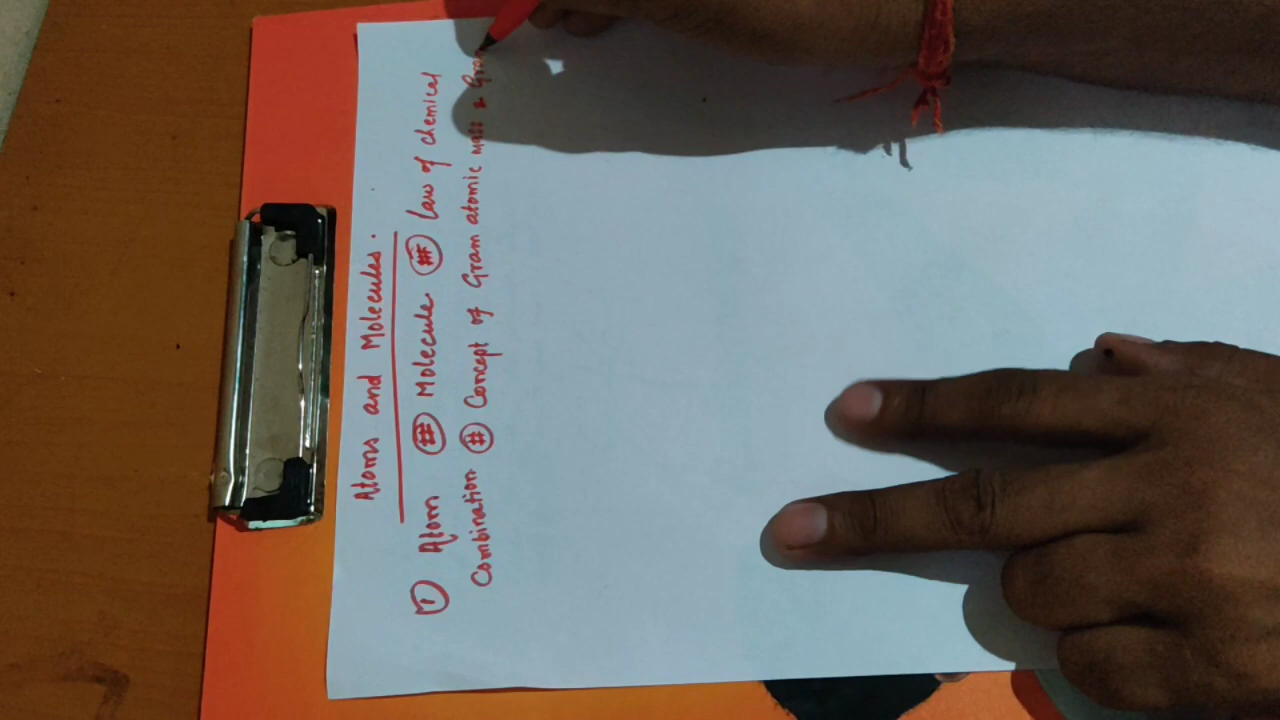 Atoms and Molecules.
① Atom # Molecule # Law of chemical
Combination # Concept of Gram atomic mass &